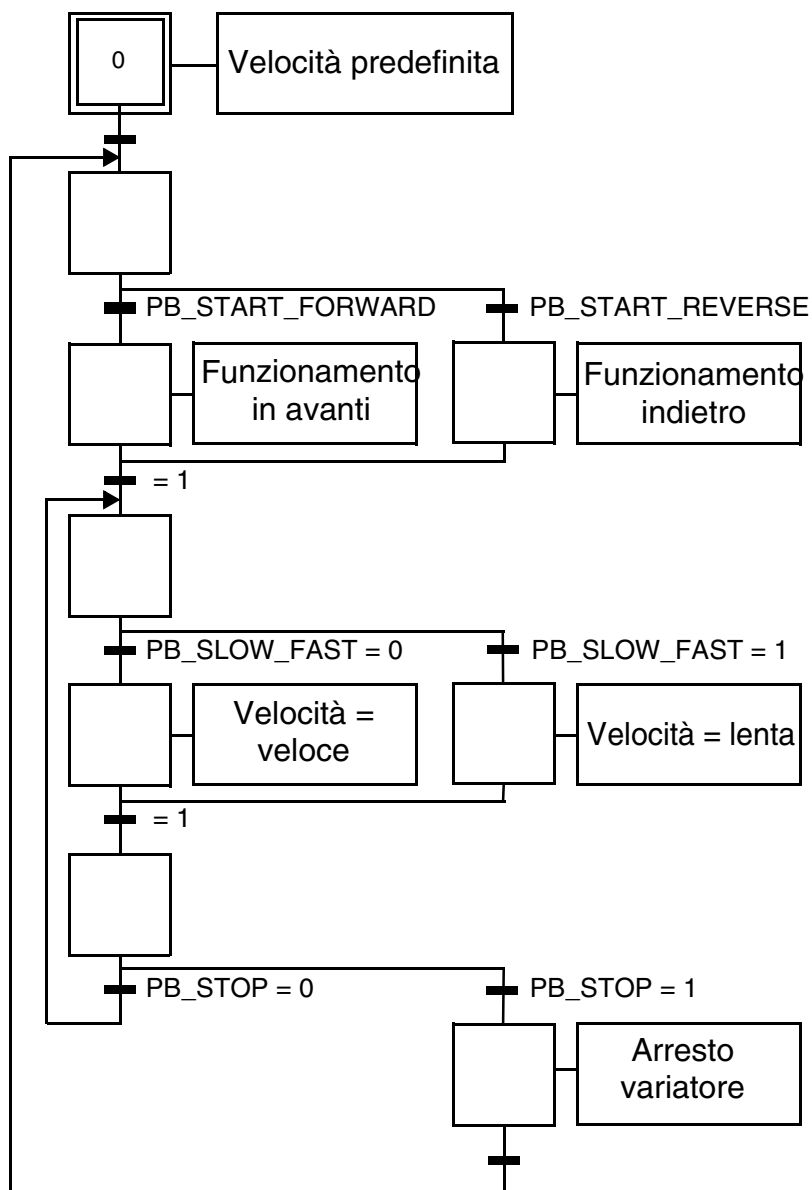 0
Velocità predefinita
PB_START_FORWARD
PB_START_REVERSE
Funzionamento
in avanti
Funzionamento
indietro
= 1
PB_SLOW_FAST = 0
PB_SLOW_FAST = 1
Velocità =
veloce
Velocità = lenta
= 1
PB_STOP = 0
PB_STOP = 1
Arresto
variatore